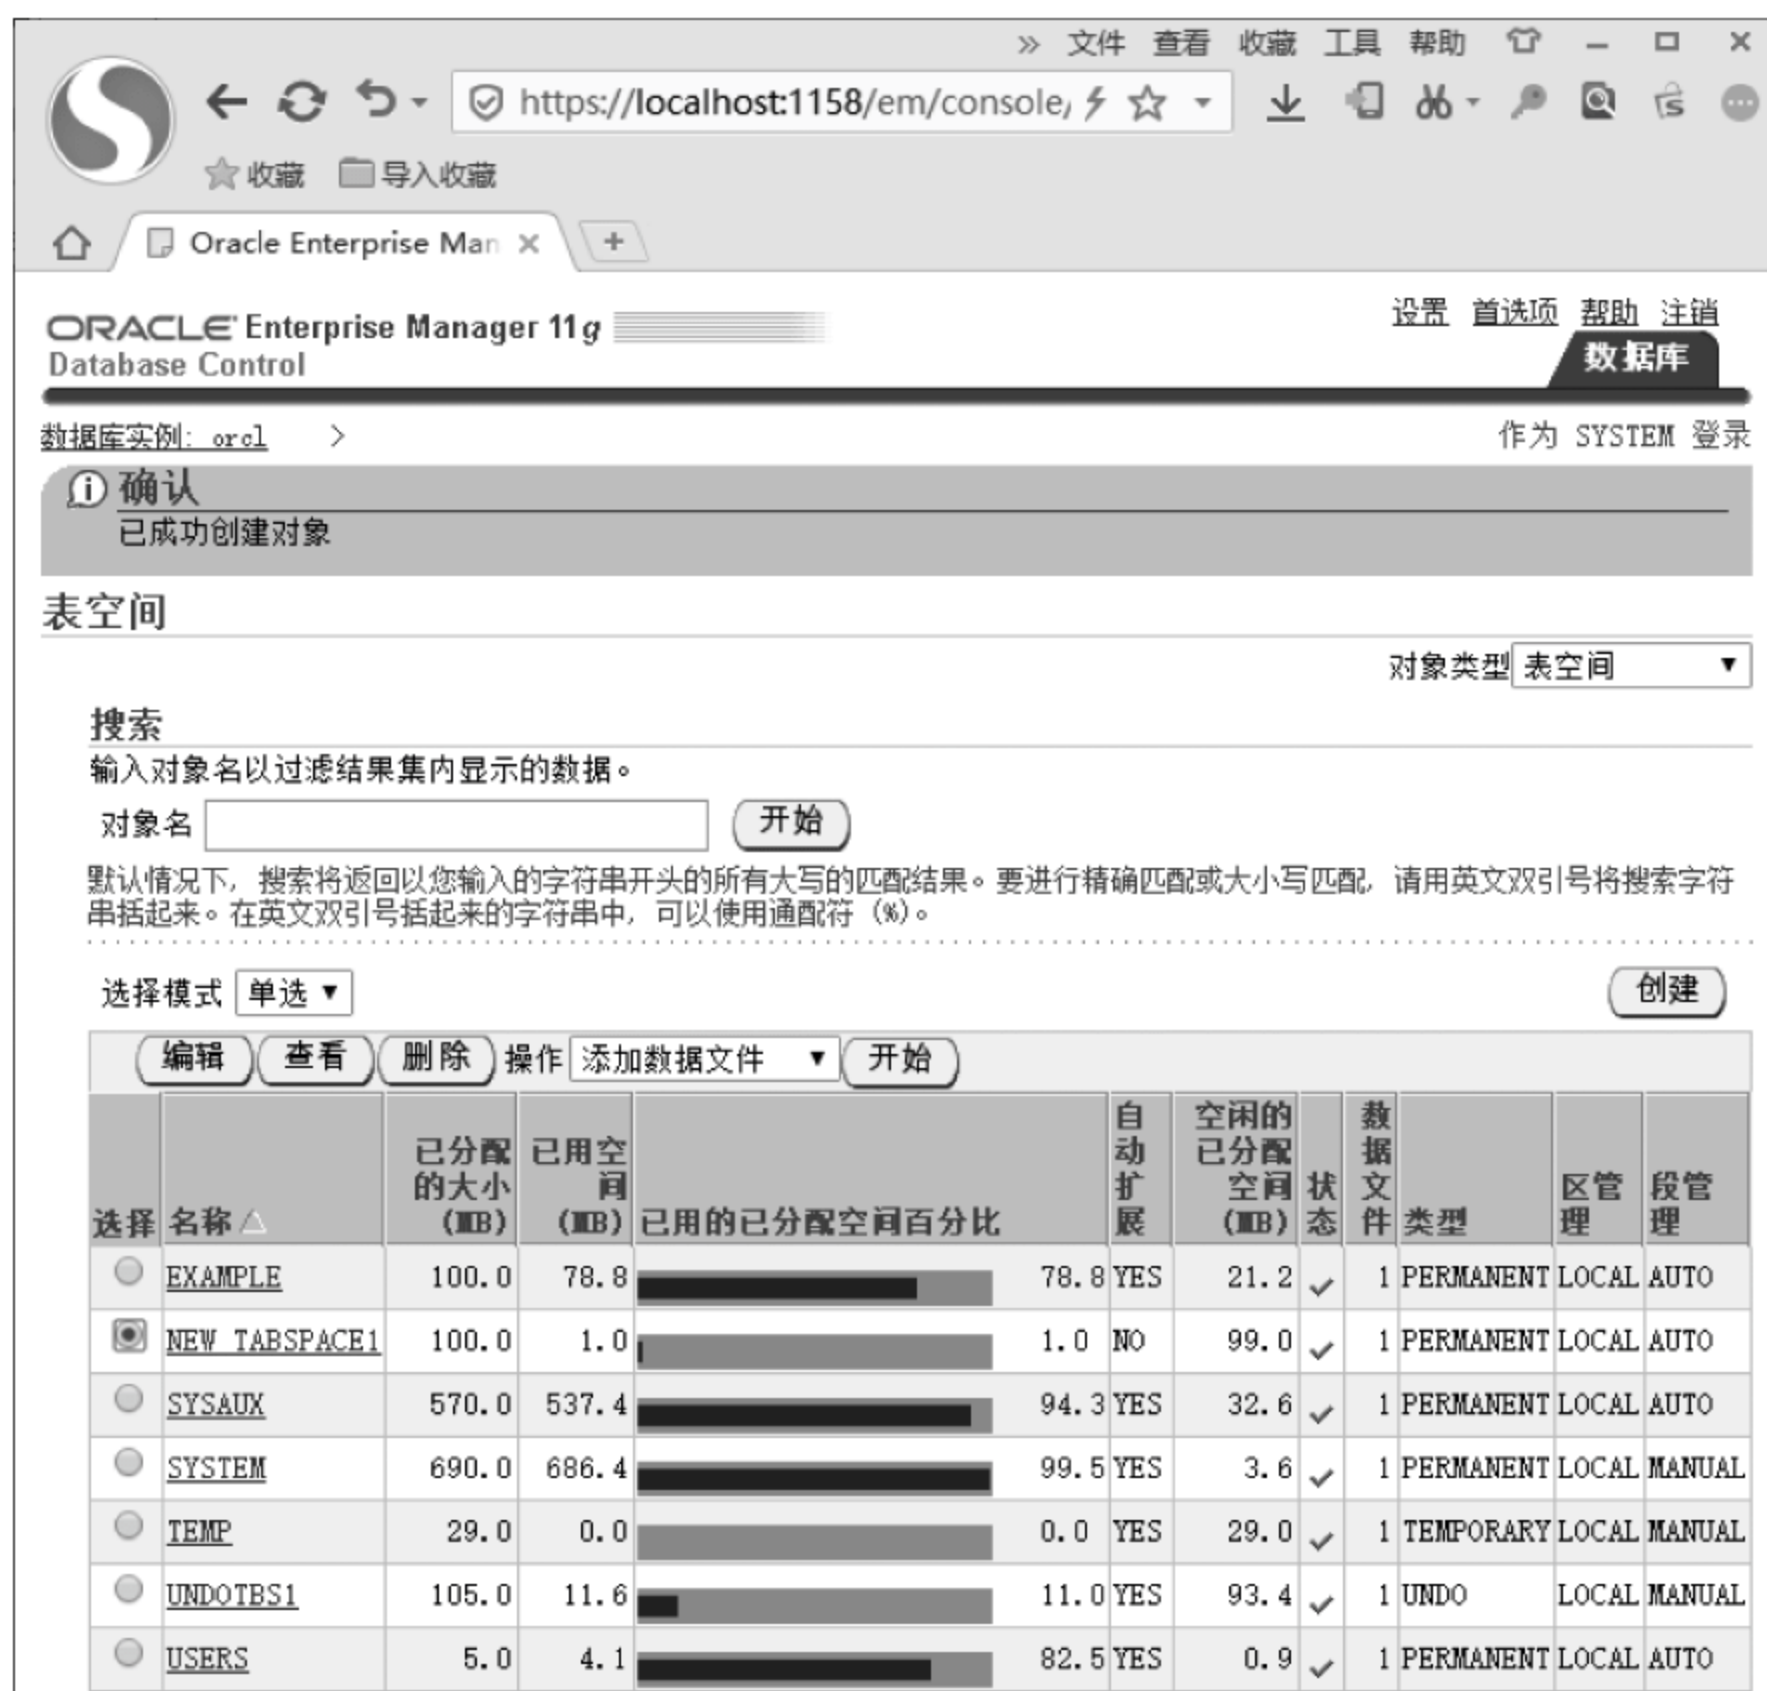 » 文件 查看 收藏 工具 帮助
https://localhost:1158/em/console/
收藏 导入收藏
Oracle Enterprise Man
设置 首选项 帮助 注销
ORACLE Enterprise Manager 11g
Database Control
数据库
数据库实例: orcl > 作为 SYSTEM 登录
确认
已成功创建对象
表空间
对象类型 表空间
搜索
输入对象名以过滤结果集内显示的数据。
对象名 开始
默认情况下, 搜索将返回以您输入的字符串开头的所有大写的匹配结果。要进行精确匹配或大小写匹配, 请用英文双引号将搜索字符
串括起来。在英文双引号括起来的字符串中, 可以使用通配符 (%)。
选择模式 单选 创建
编辑 查看 删除 操作 添加数据文件 开始
选择 名称 已分配的大小(MB) 已用空间(MB) 已用的已分配空间百分比 自动扩展 空闲的已分配空间(MB) 状态 数据文件 类型 区管理 段管理
EXAMPLE 100.0 78.8 78.8 YES 21.2 1 PERMANENT LOCAL AUTO
NEW_TABSPACE1 100.0 1.0 1.0 NO 99.0 1 PERMANENT LOCAL AUTO
SYSAUX 570.0 537.4 94.3 YES 32.6 1 PERMANENT LOCAL AUTO
SYSTEM 690.0 686.4 99.5 YES 3.6 1 PERMANENT LOCAL MANUAL
TEMP 29.0 0.0 0.0 YES 29.0 1 TEMPORARY LOCAL MANUAL
UNDOTBS1 105.0 11.6 11.0 YES 93.4 1 UNDO LOCAL MANUAL
USERS 5.0 4.1 82.5 YES 0.9 1 PERMANENT LOCAL AUTO